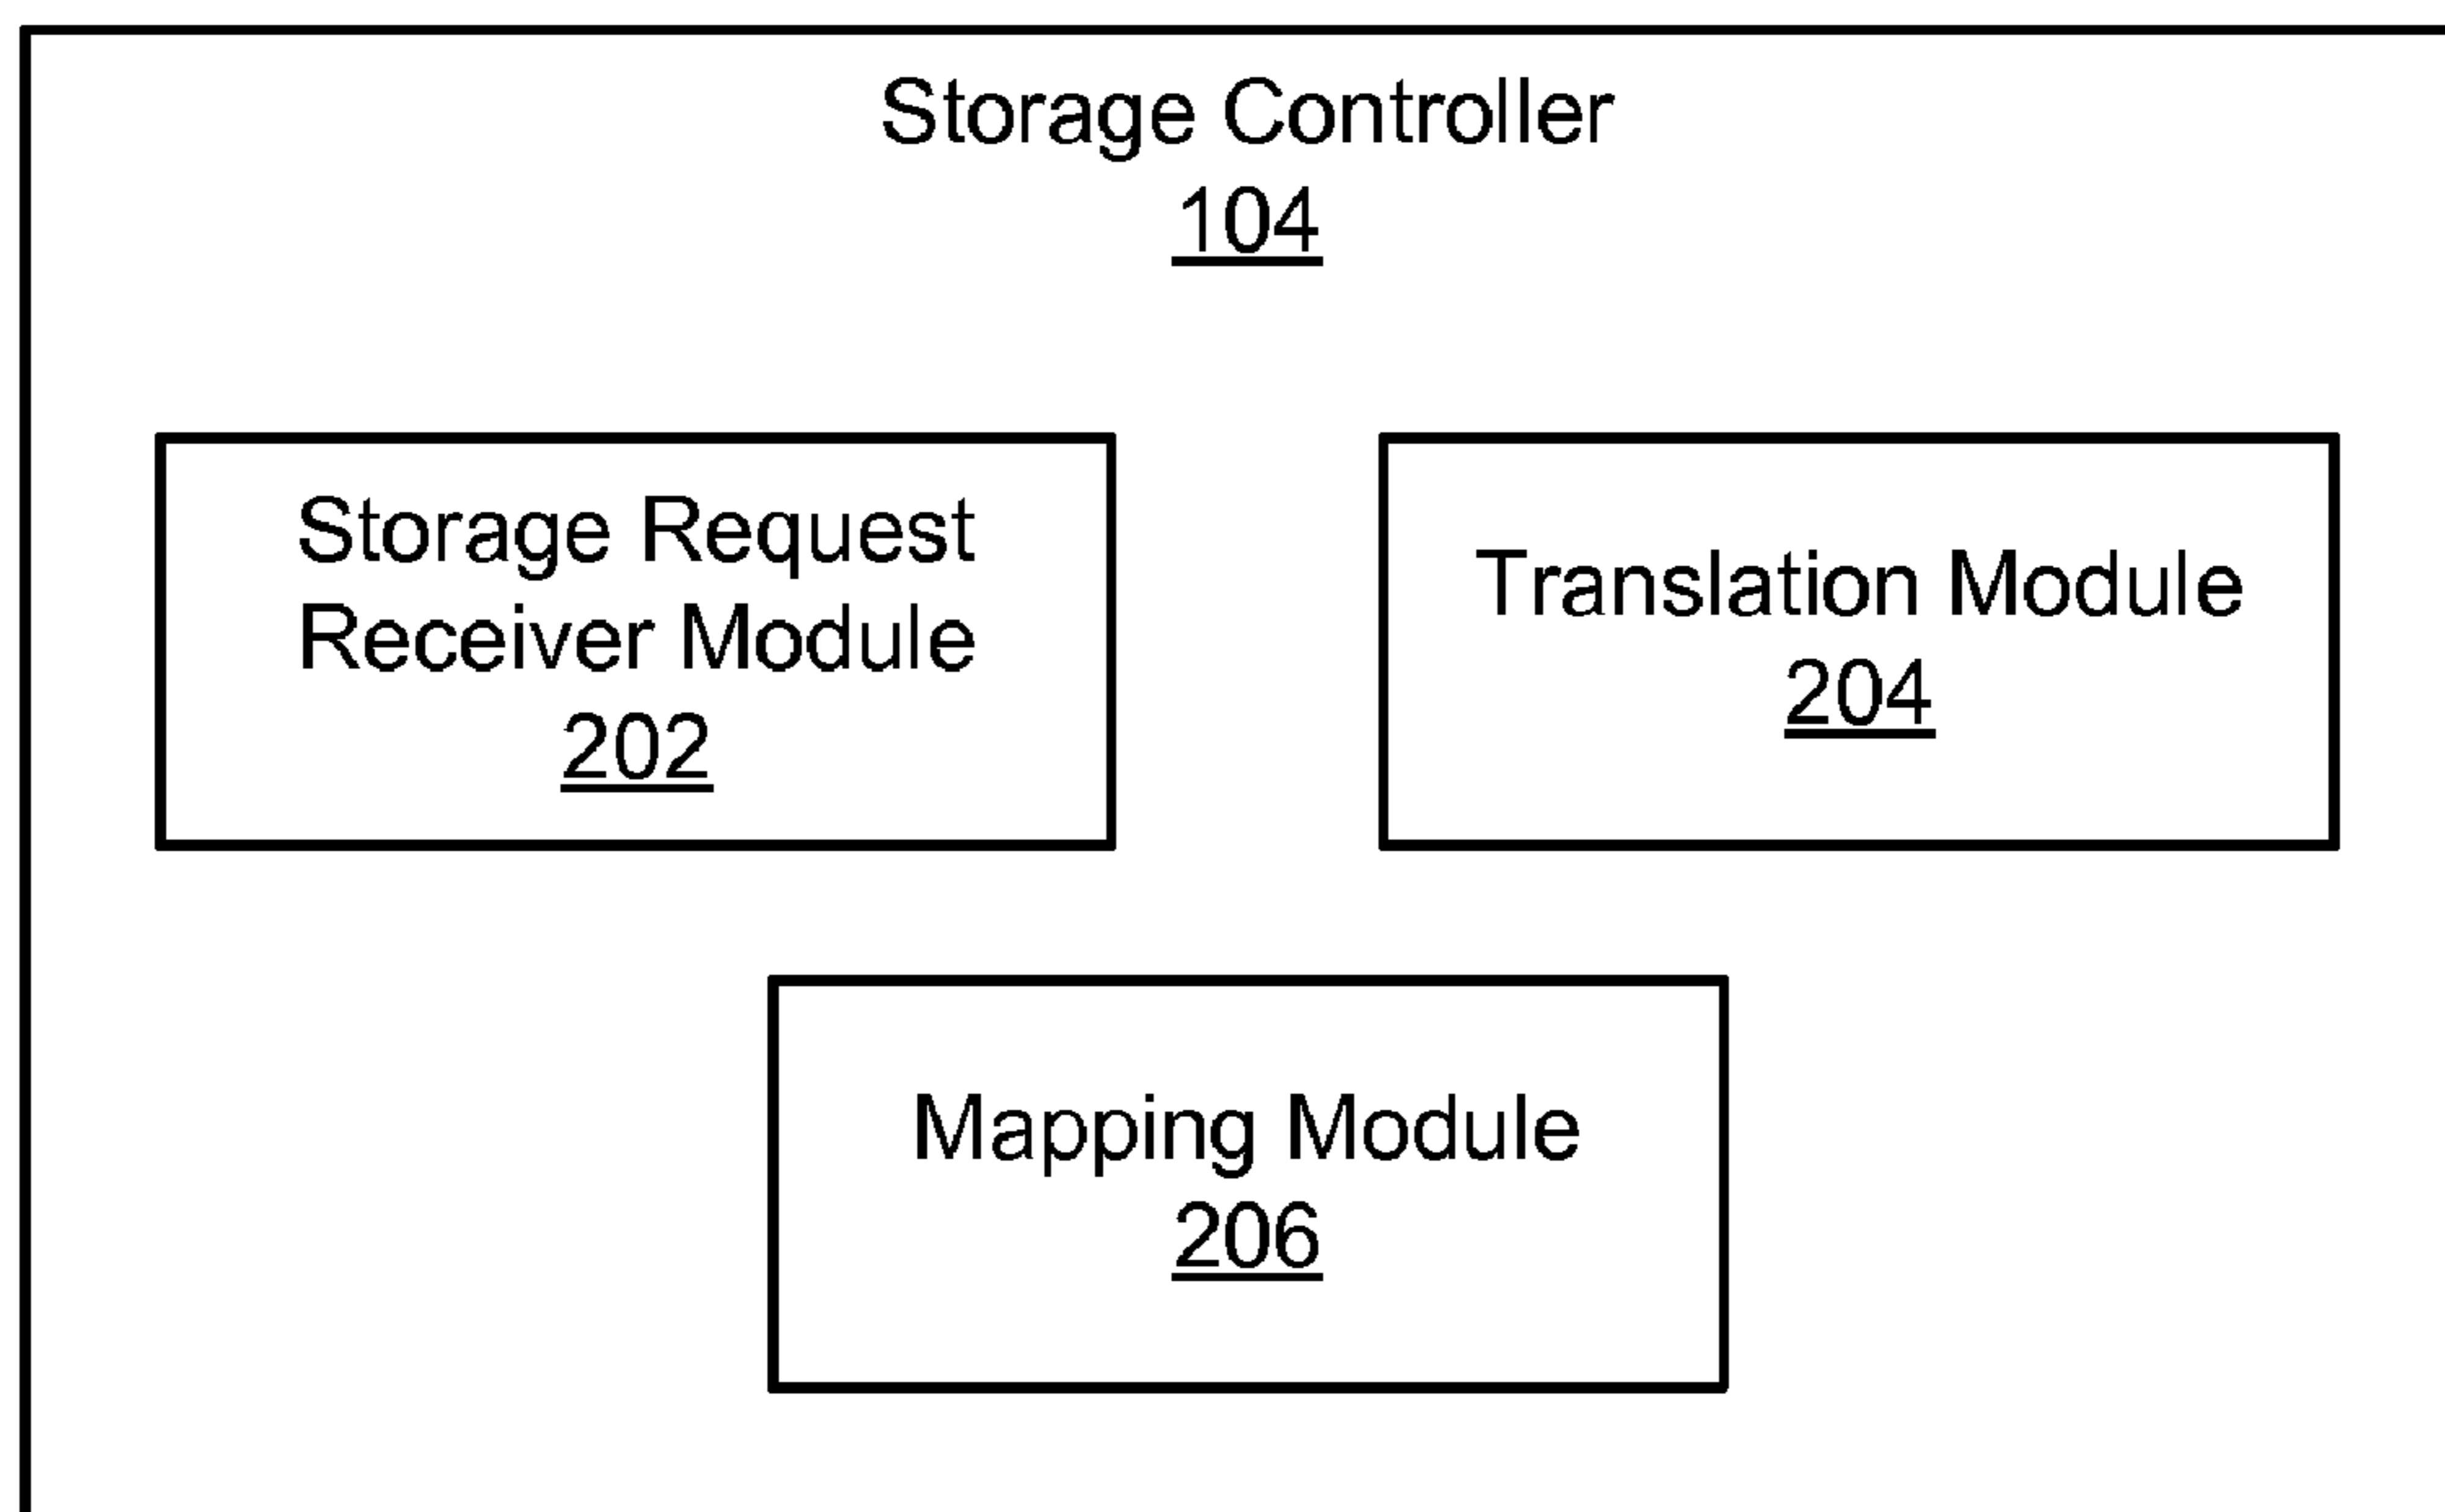 Storage Controller
104
Storage Request
Receiver Module
202
Translation Module
204
Mapping Module
206